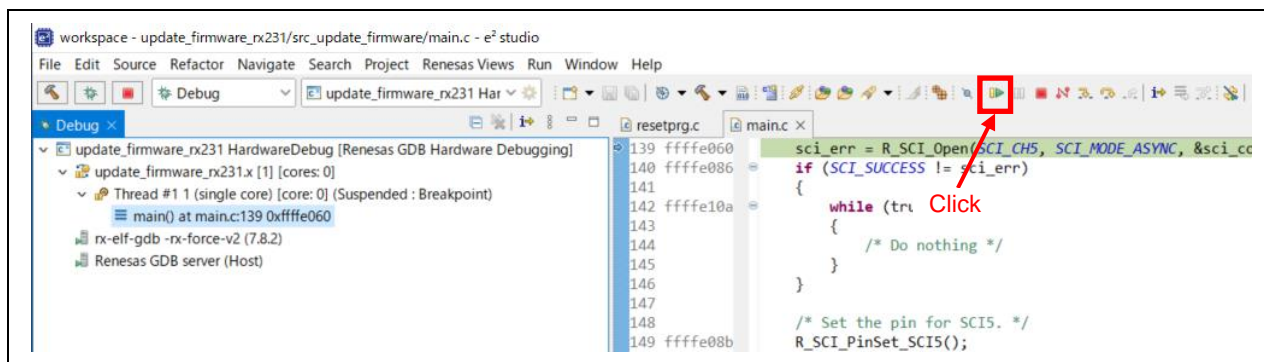 workspace - update_firmware_rx231/src_update_firmware/main.c - e² studio
File Edit Source Refactor Navigate Search Project Renesas Views Run Window Help
Debug update_firmware_rx231 Har
Debug resetprg.c main.c
update_firmware_rx231 HardwareDebug [Renesas GDB Hardware Debugging]
update_firmware_rx231.x [1] [cores: 0]
Thread #1 1 (single core) [core: 0] (Suspended : Breakpoint)
main() at main.c:139 0xffffe060
rx-elf-gdb -rx-force-v2 (7.8.2)
Renesas GDB server (Host)
139 ffffe060 sci_err = R_SCI_Open(SCI_CH5, SCI_MODE_ASYNC, &sci_co
140 ffffe086 if (SCI_SUCCESS != sci_err)
141 {
142 ffffe10a while (tru
Click
143 {
144 /* Do nothing */
145 }
146 }
147
148 /* Set the pin for SCI5. */
149 ffffe08b R_SCI_PinSet_SCI5();